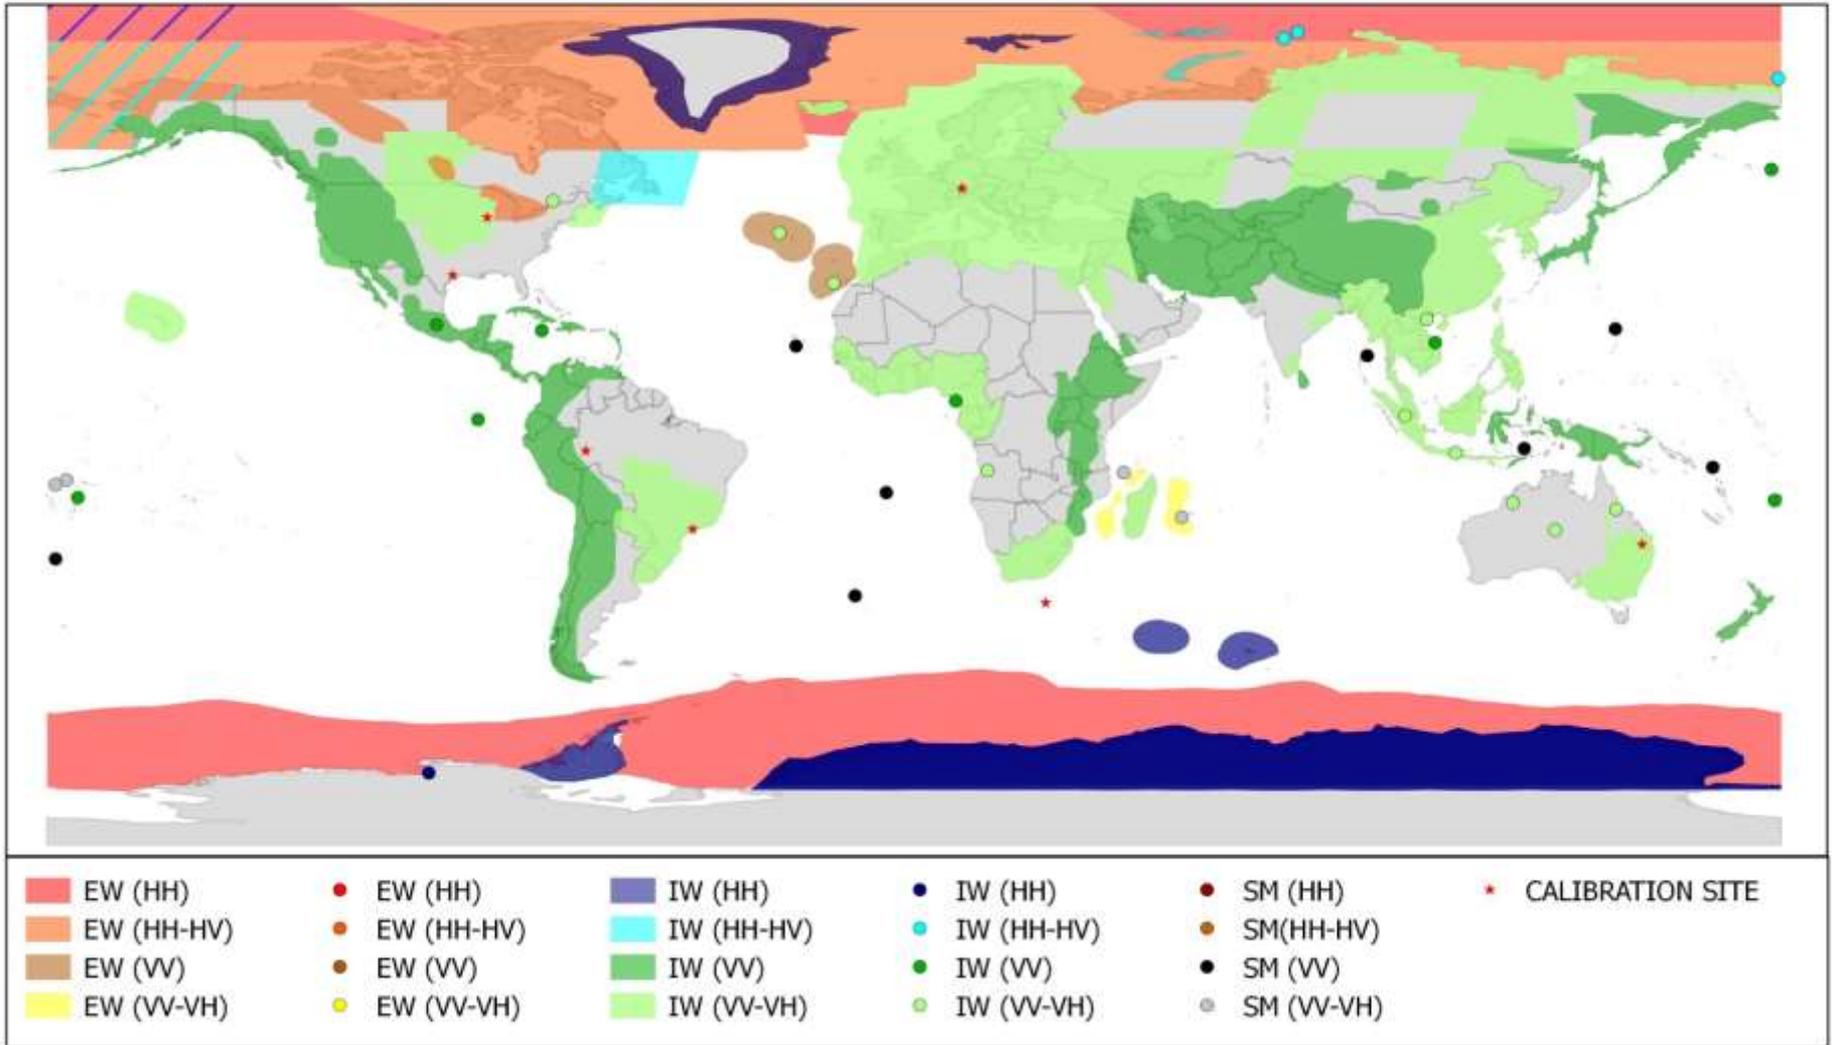 EW (HH) EW (HH) IW (HH) IW (HH) SM (HH) CALIBRATION SITE
EW (HH-HV) EW (HH-HV) IW (HH-HV) IW (HH-HV) SM(HH-HV)
EW (VV) EW (VV) IW (VV) IW (VV) SM (VV)
EW (VV-VH) EW (VV-VH) IW (VV-VH) IW (VV-VH) SM (VV-VH)